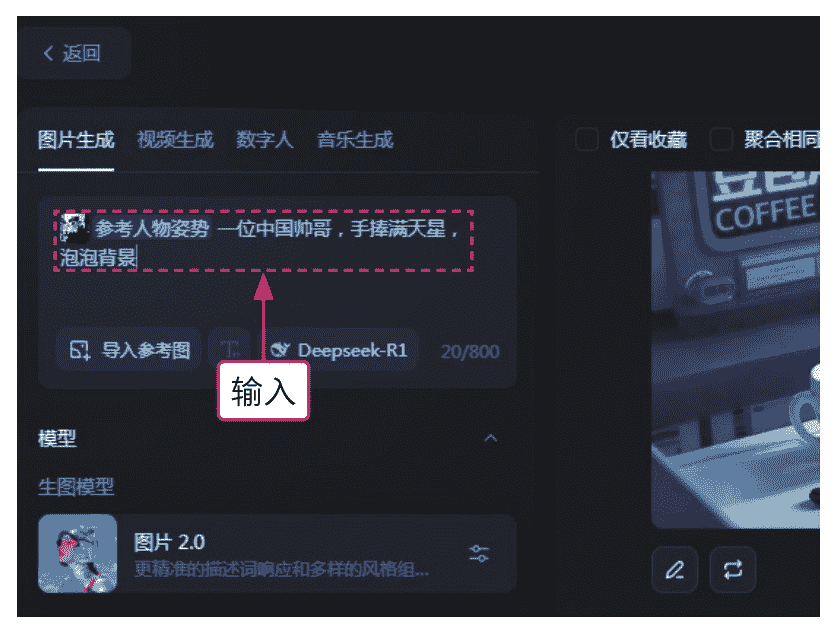 返回
图片生成 视频生成 数字人 音乐生成
仅看收藏 聚合相同
COFFEE
参考人物姿势 一位中国帅哥，手捧满天星，
泡泡背景
导入参考图 T Deepseek-R1 20/800
输入
模型
生图模型
图片 2.0
更精准的描述词响应和多样的风格组...